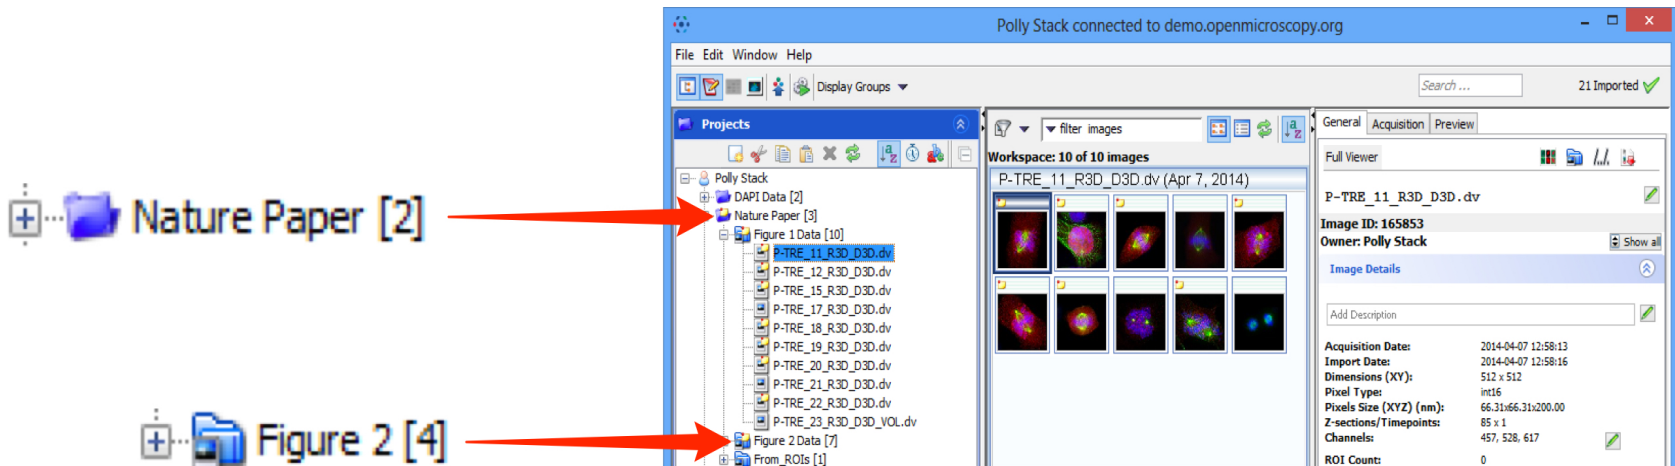 Nature Paper [2]
Figure 2 [4]
Polly Stack connected to demo.openmicroscopy.org
File Edit Window Help
Display Groups
Search ...
21 Imported
Projects
Polly Stack
DAPI Data [2]
Nature Paper [3]
Figure 1 Data [10]
P-TRE_11_R3D_D3D.dv
P-TRE_12_R3D_D3D.dv
P-TRE_15_R3D_D3D.dv
P-TRE_17_R3D_D3D.dv
P-TRE_18_R3D_D3D.dv
P-TRE_19_R3D_D3D.dv
P-TRE_20_R3D_D3D.dv
P-TRE_21_R3D_D3D.dv
P-TRE_22_R3D_D3D.dv
P-TRE_23_R3D_D3D_VOL.dv
Figure 2 Data [7]
From_ROIs [1]
filter images
Workspace: 10 of 10 images
P-TRE_11_R3D_D3D.dv (Apr 7, 2014)
General Acquisition Preview
Full Viewer
P-TRE_11_R3D_D3D.dv
Image ID: 165853
Owner: Polly Stack
Show all
Image Details
Add Description
Acquisition Date: 2014-04-07 12:58:13
Import Date: 2014-04-07 12:58:16
Dimensions (XY): 512 x 512
Pixel Type: int16
Pixels Size (XYZ) (nm): 66.31x66.31x200.00
Z-sections/Timepoints: 85 x 1
Channels: 457, 528, 617
ROI Count: 0